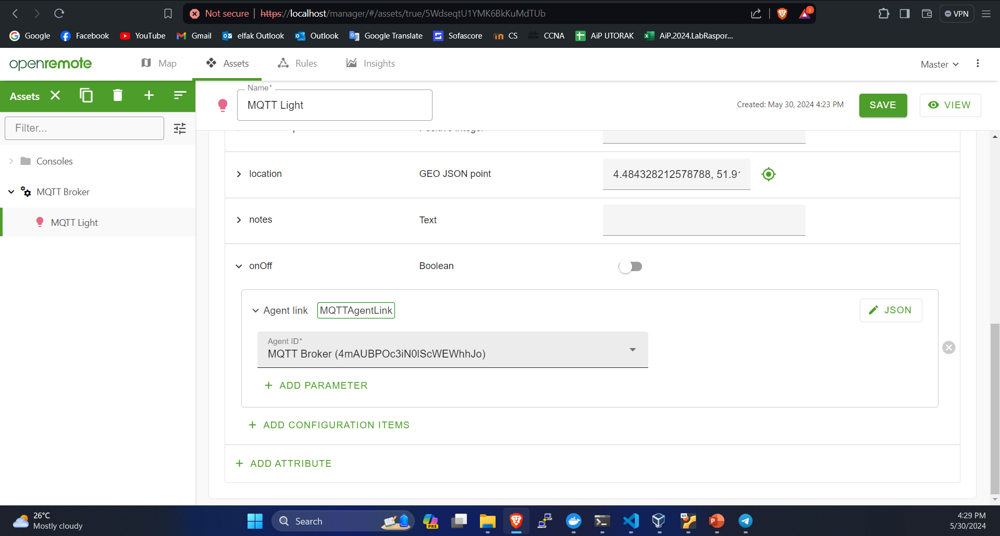 Not secure https://localhost/manager/#/assets/true/5WdseqtU1YMK6BkKuMdTUb 1 VPN
Google Facebook YouTube Gmail elfak Outlook Outlook Google Translate Sofascore CS CCNA AiP UTORAK AiP.2024.LabRaspor...
openremote Map Assets Rules Insights Master
Assets
Name*
MQTT Light
Created: May 30, 2024 4:23 PM
SAVE
VIEW
Filter...
Consoles
MQTT Broker
MQTT Light
location GEO JSON point 4.484328212578788, 51.91
notes Text
onOff Boolean
Agent link MQTTAgentLink JSON
Agent ID*
MQTT Broker (4mAUBPOc3iN0lScWEWhhJo)
+ ADD PARAMETER
+ ADD CONFIGURATION ITEMS
+ ADD ATTRIBUTE
26°C
Mostly cloudy
Search
PRE
64
4:29 PM
5/30/2024